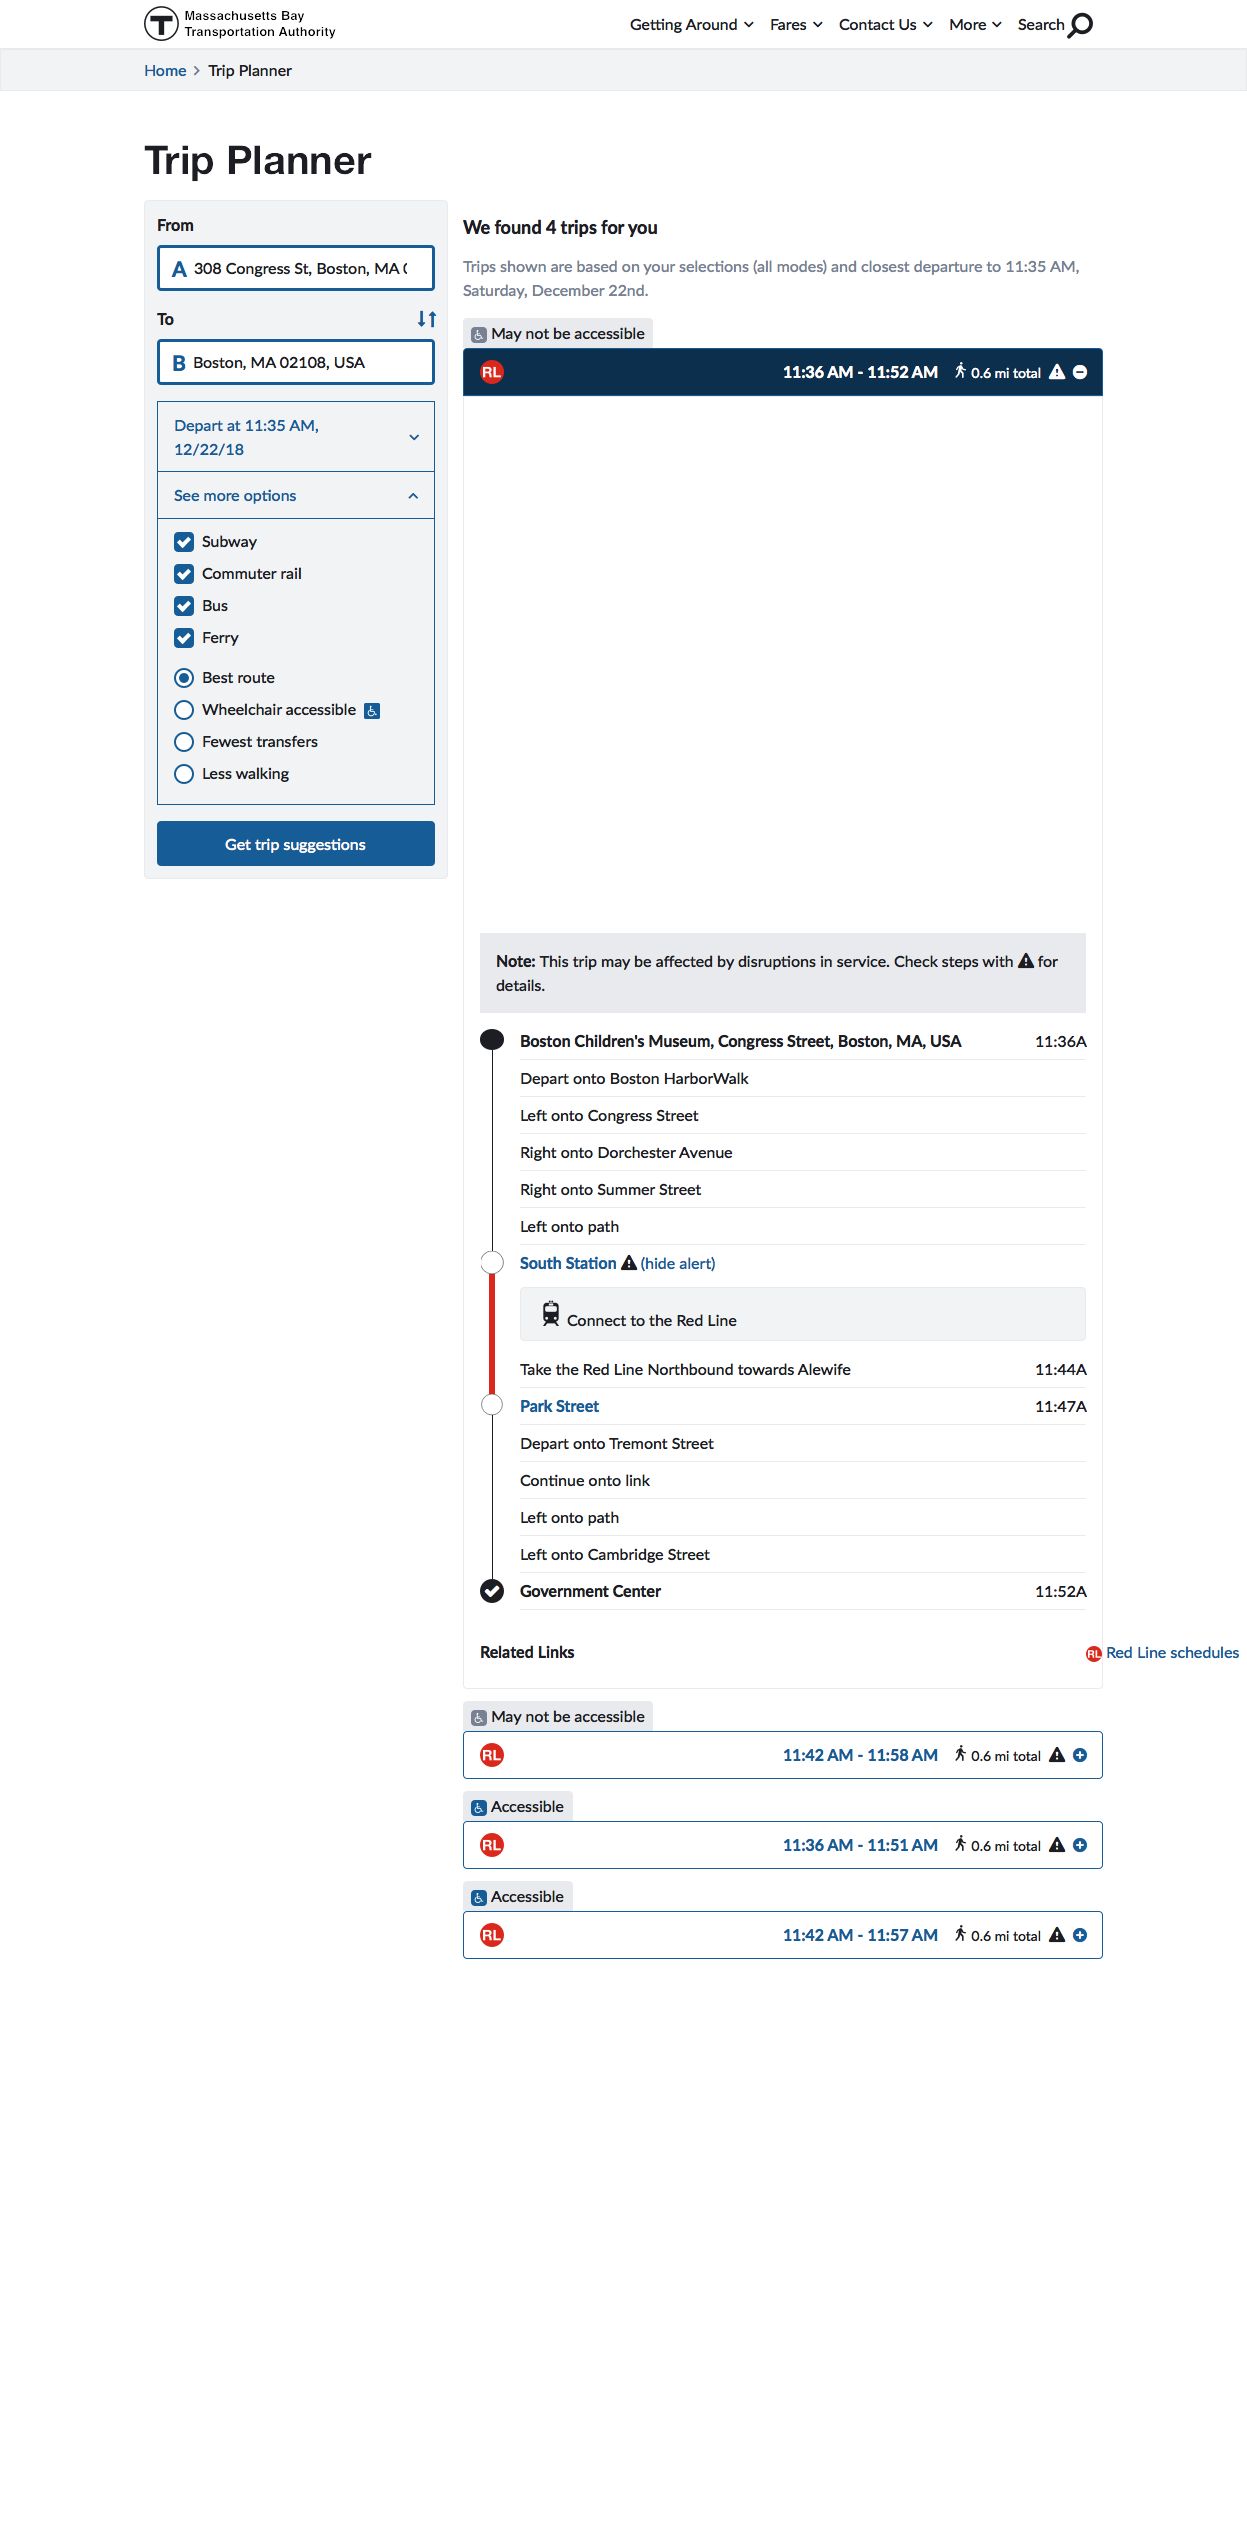 Massachusetts Bay
Transportation Authority
Getting Around
Fares
Contact Us
More
Search
Home
Trip Planner
Trip Planner
From
A 308 Congress St, Boston, MA
To
B Boston, MA 02108, USA
Depart at 11:35 AM,
12/22/18
See more options
Subway
Commuter rail
Bus
Ferry
Best route
Wheelchair accessible
Fewest transfers
Less walking
Get trip suggestions
We found 4 trips for you
Trips shown are based on your selections (all modes) and closest departure to 11:35 AM,
Saturday, December 22nd.
May not be accessible
RL 11:36 AM - 11:52 AM 0.6 mi total
Note: This trip may be affected by disruptions in service. Check steps with for
details.
Boston Children's Museum, Congress Street, Boston, MA, USA 11:36A
Depart onto Boston HarborWalk
Left onto Congress Street
Right onto Dorchester Avenue
Right onto Summer Street
Left onto path
South Station (hide alert)
Connect to the Red Line
Take the Red Line Northbound towards Alewife 11:44A
Park Street 11:47A
Depart onto Tremont Street
Continue onto link
Left onto path
Left onto Cambridge Street
Government Center 11:52A
Related Links RL Red Line schedules
May not be accessible
RL 11:42 AM - 11:58 AM 0.6 mi total
Accessible
RL 11:36 AM - 11:51 AM 0.6 mi total
Accessible
RL 11:42 AM - 11:57 AM 0.6 mi total